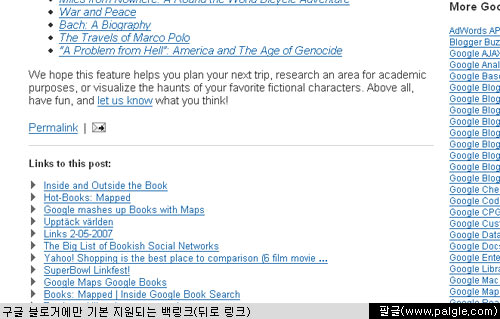 Miles from Nowhere: A Round the World Bicycle Adventure
War and Peace
Bach: A Biography
The Travels of Marco Polo
"A Problem from Hell": America and The Age of Genocide
We hope this feature helps you plan your next trip, research an area for academic
purposes, or visualize the haunts of your favorite fictional characters. Above all,
have fun, and let us know what you think!
Permalink |
Links to this post:
Inside and Outside the Book
Hot-Books: Mapped
Google mashes up Books with Maps
Upptäck världen
Links 2-05-2007
The Big List of Bookish Social Networks
Yahoo! Shopping is the best place to comparison (6 film movie ...
SuperBowl Linkfest!
Google Maps Google Books
Books: Mapped | Inside Google Book Search
More Goo
AdWords AP
Blogger Buz
Google AJAX
Google Anal
Google Base
Google Blog
Google Blog
Google Blog
Google Blog
Google Blog
Google Blog
Google Blog
Google Blog
Google Che
Google Cod
Google CPG
Google Cust
Google Data
Google Docs
Google Ente
Google Libra
Google Mac
Google Map
구글 블로거에만 기본 지원되는 백링크(뒤로 링크)
팔글(www.palgle.com)